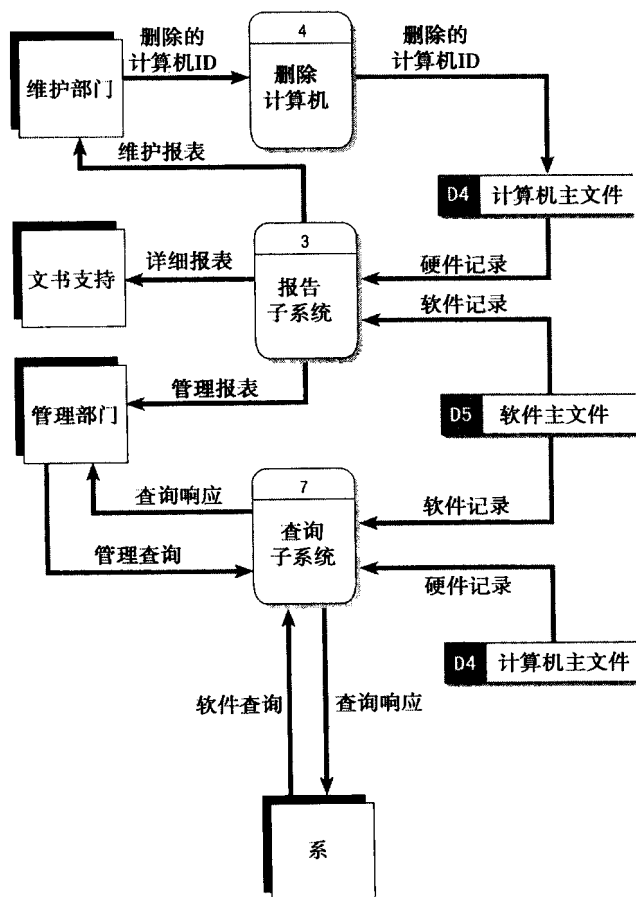 删除的
计算机ID
4
删除的
计算机ID
维护部门
删除
计算机
维护报表
D4 计算机主文件
3
详细报表
硬件记录
文书支持
报告
子系统
软件记录
管理报表
管理部门
D5 软件主文件
7
查询响应
软件记录
查询
子系统
管理查询
硬件记录
D4 计算机主文件
软件查询
查询响应
系